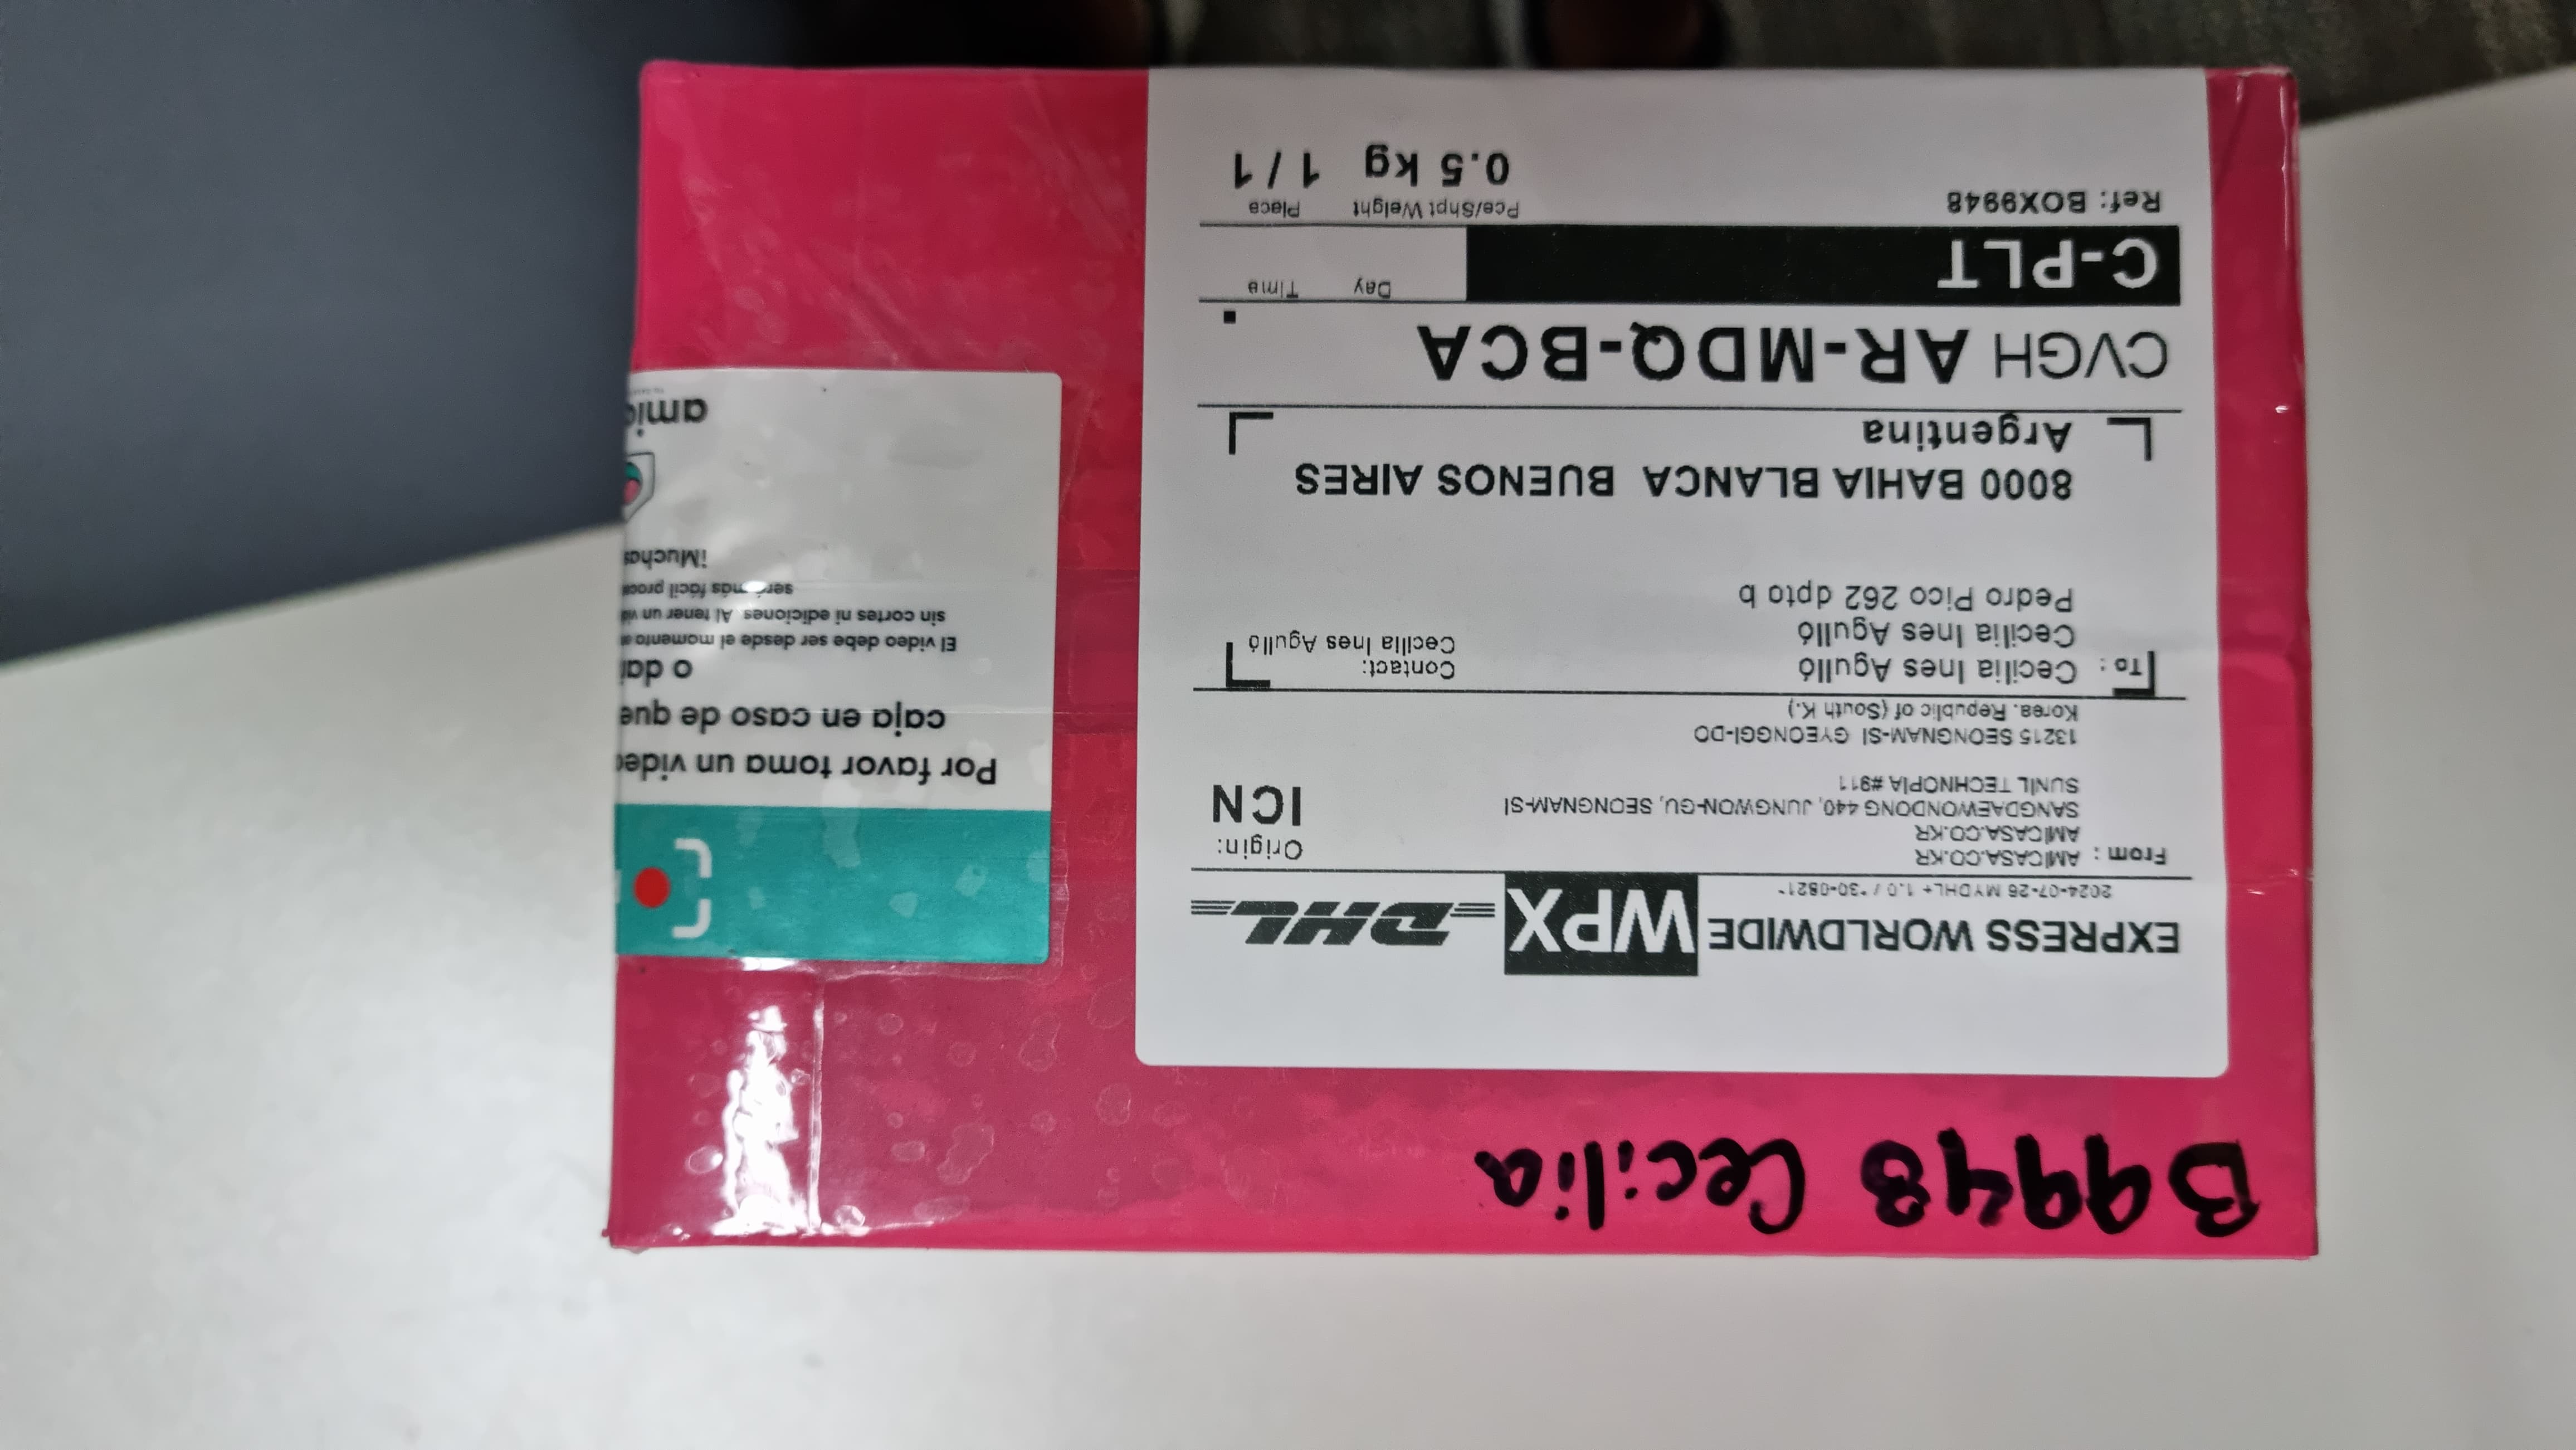 B9948 Cecilia
EXPRESS WORLDWIDE WPX DHL
2024-07-26 MYDHL+ 1.0 / *30-0821*
From : AMICASA.CO.KR
AMICASA.CO.KR
SANGDAEWONDONG 440, JUNGWON-GU, SEONGNAM-SI
SUNIL TECHNOPIA #911
13215 SEONGNAM-SI GYEONGGI-DO
Korea. Republic of (South K.)
Origin:
ICN
To : Cecilia Ines Agulló
Cecilia Ines Agulló
Pedro Pico 262 dpto b
Contact:
Cecilia Ines Agulló
8000 BAHIA BLANCA BUENOS AIRES
Argentina
CVGH AR-MDQ-BCA
C-PLT
Day Time
Ref: BOX9948
Pce/Shpt Weight Piece
0.5 kg 1 / 1
Por favor toma un video
caja en caso de que
o da
El video debe ser desde el momento
sin cortes ni ediciones. Al tener un
será más fácil
¡Muchas